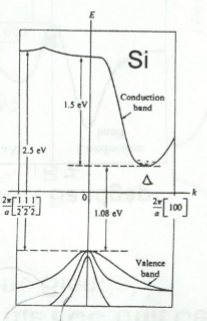 E
Si
Conduction
band
1.5 eV
2.5 eV
Δ
k
2π/a [1/2 1/2 1/2]
0
2π/a [100]
1.08 eV
Valence
band